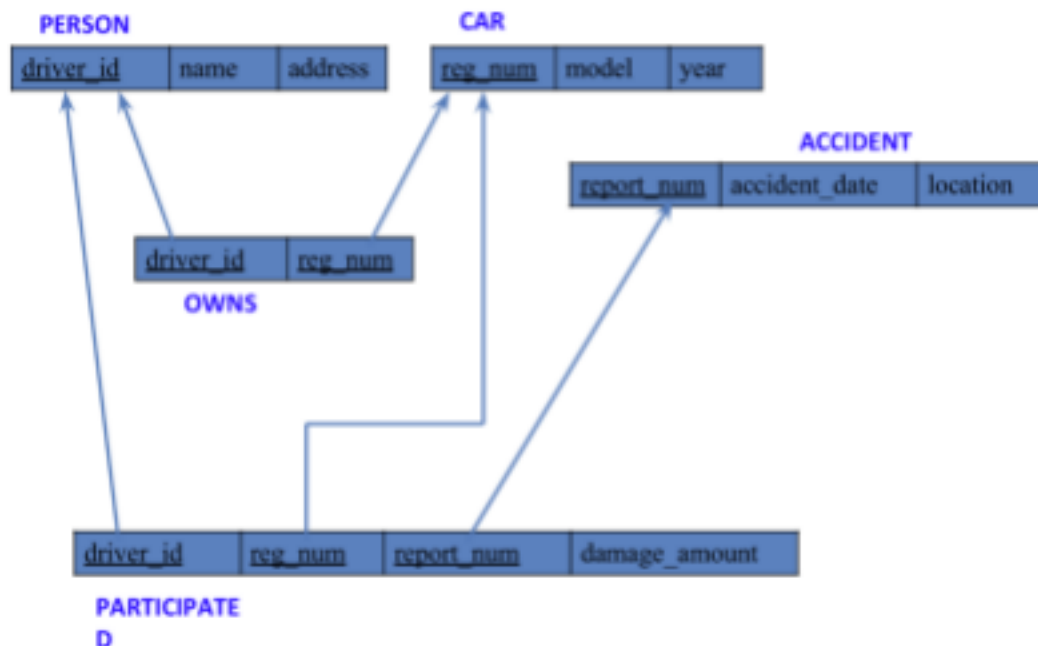 PERSON
CAR
driver_id name address
reg_num model year
ACCIDENT
report_num accident_date location
driver_id reg_num
OWNS
driver_id reg_num report_num damage_amount
PARTICIPATE
D